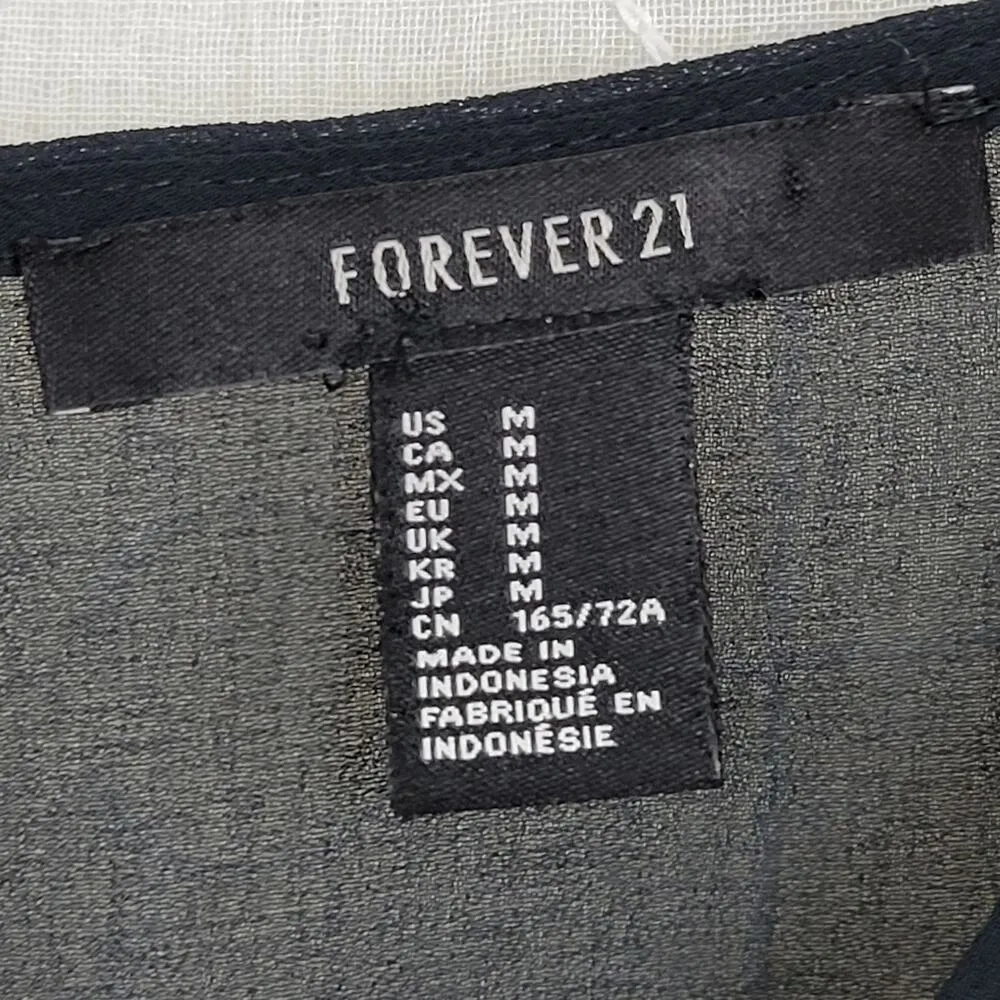 FOREVER 21
US M
CA M
MX M
EU M
UK M
KR M
JP M
CN 165/72A
MADE IN
INDONESIA
FABRIQUÉ EN
INDONÉSIE